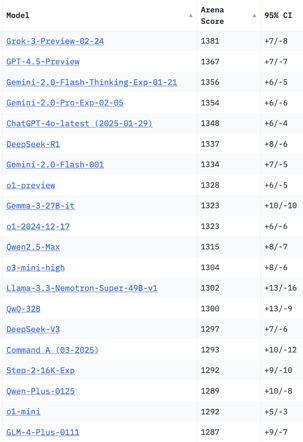 Model ▲ Arena Score ▲ 95% CI
Grok-3-Preview-02-24 1381 +7/-8
GPT-4.5-Preview 1367 +7/-7
Gemini-2.0-Flash-Thinking-Exp-01-21 1356 +6/-5
Gemini-2.0-Pro-Exp-02-05 1354 +6/-6
ChatGPT-4o-latest (2025-01-29) 1348 +6/-4
DeepSeek-R1 1337 +8/-6
Gemini-2.0-Flash-001 1334 +7/-5
o1-preview 1328 +6/-5
Gemma-3-27B-it 1323 +10/-10
o1-2024-12-17 1323 +6/-6
Qwen2.5-Max 1315 +8/-7
o3-mini-high 1304 +8/-6
Llama-3.3-Nemotron-Super-49B-v1 1302 +13/-16
QwQ-32B 1300 +13/-9
DeepSeek-V3 1297 +7/-6
Command A (03-2025) 1293 +10/-12
Step-2-16K-Exp 1292 +9/-10
Qwen-Plus-0125 1289 +10/-8
o1-mini 1292 +5/-3
GLM-4-Plus-0111 1287 +9/-7